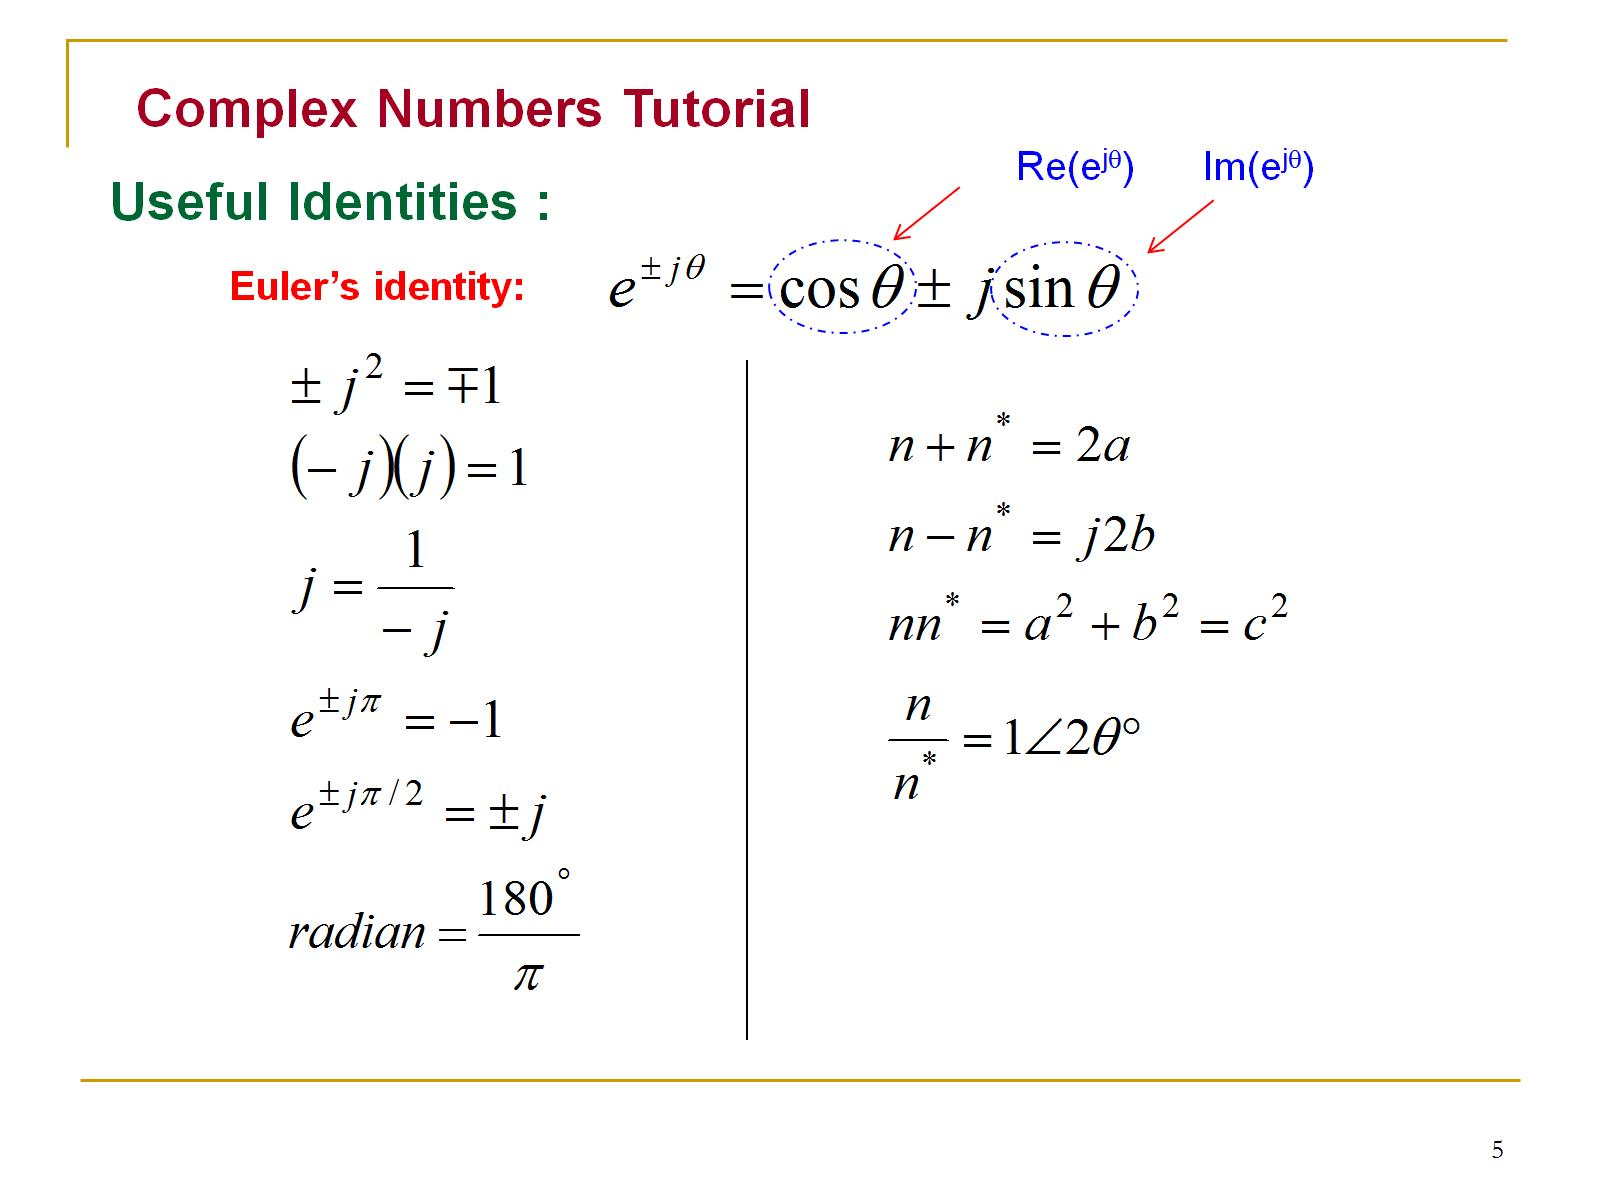 Complex Numbers Tutorial
Re(e^{jθ}) Im(e^{jθ})
Useful Identities :
Euler’s identity: e^{± jθ} = cos θ ± j sin θ
± j^2 = ∓1
(− j)(j) = 1
j = 1 / − j
e^{± jπ} = −1
e^{± jπ / 2} = ± j
radian = 180° / π
n + n^* = 2a
n − n^* = j2b
nn^* = a^2 + b^2 = c^2
n / n^* = 1∠2θ°
5